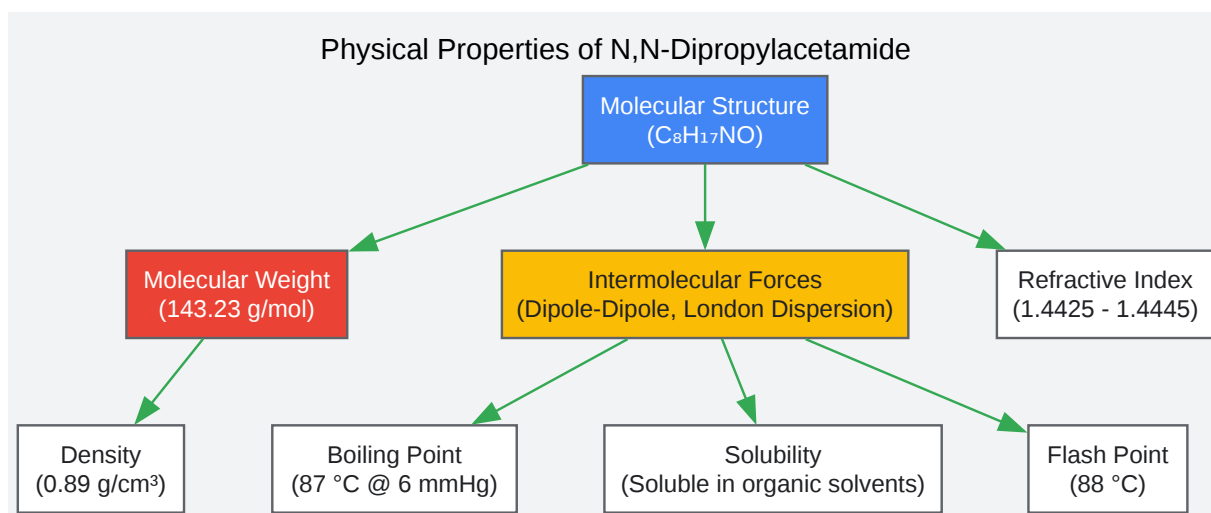 Physical Properties of N,N-Dipropylacetamide
Molecular Structure
(C₈H₁₇NO)
Molecular Weight
(143.23 g/mol)
Intermolecular Forces
(Dipole-Dipole, London Dispersion)
Refractive Index
(1.4425 - 1.4445)
Density
(0.89 g/cm³)
Boiling Point
(87 °C @ 6 mmHg)
Solubility
(Soluble in organic solvents)
Flash Point
(88 °C)